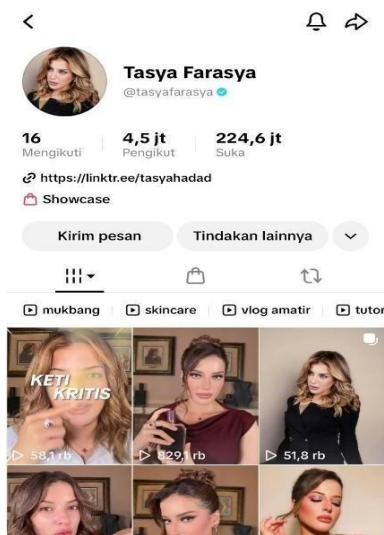 Tasya Farasya
@tasyafarasya
16 4,5 jt 224,6 jt
Mengikuti Pengikut Suka
https://linktr.ee/tasyahadad
Showcase
Kirim pesan Tindakan lainnya
mukbang skincare vlog amatir tutor
KETI
KRITIS
58,1 rb 829,1 rb 51,8 rb